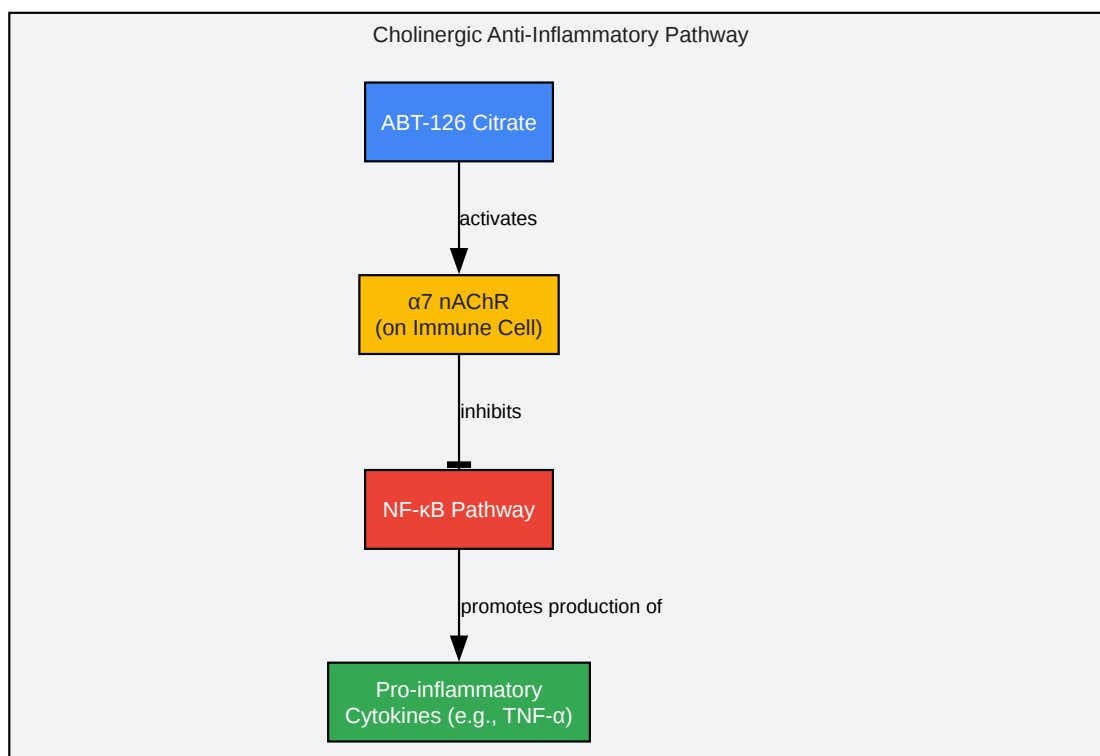 Cholinergic Anti-Inflammatory Pathway
ABT-126 Citrate
activates
α7 nAChR
(on Immune Cell)
inhibits
NF-κB Pathway
promotes production of
Pro-inflammatory
Cytokines (e.g., TNF-α)